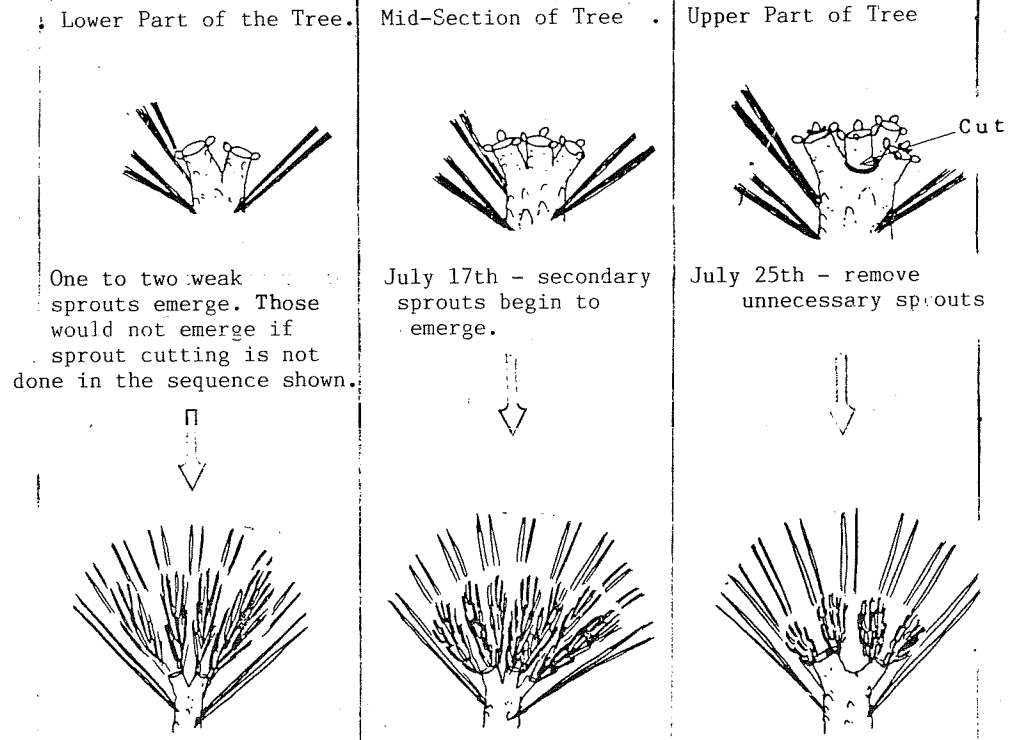 Lower Part of the Tree.
One to two weak
sprouts emerge. Those
would not emerge if
sprout cutting is not
done in the sequence shown.
Mid-Section of Tree .
July 17th - secondary
sprouts begin to
emerge.
Upper Part of Tree
Cut
July 25th - remove
unnecessary sprouts